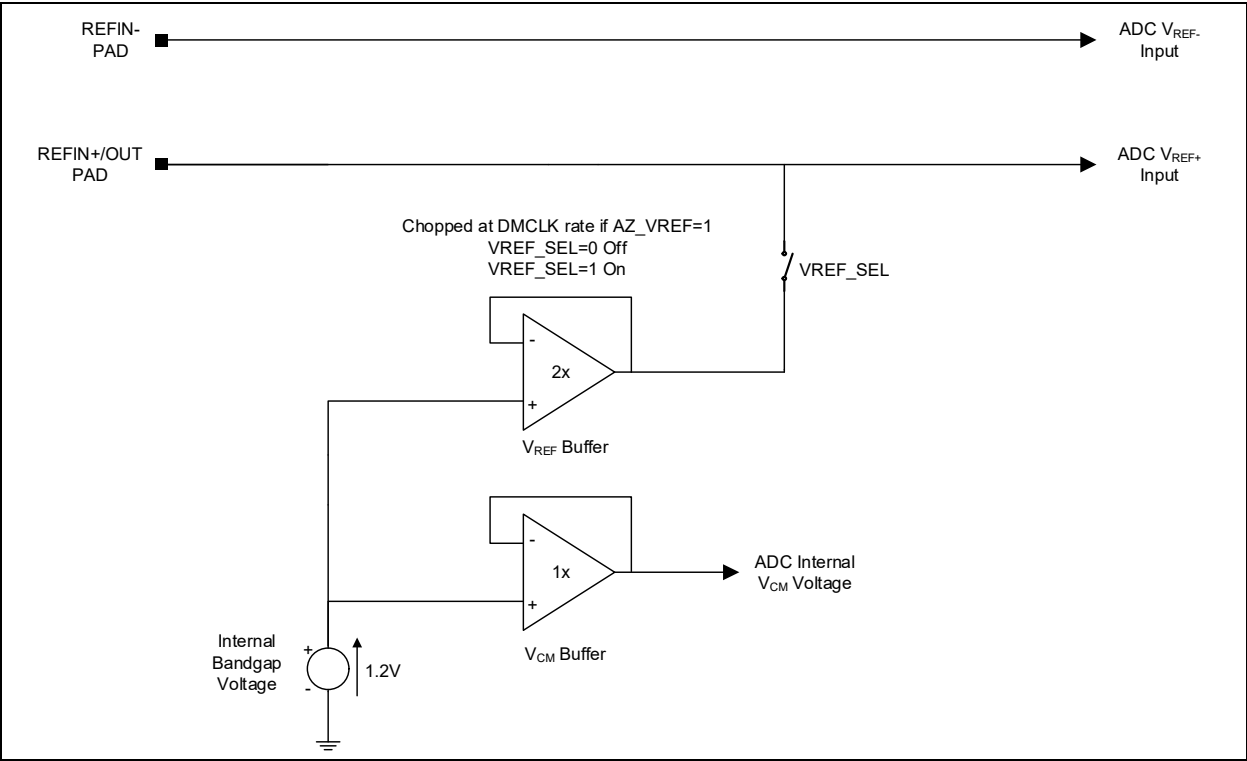 REFIN-
PAD
ADC VREF-
Input
REFIN+/OUT
PAD
ADC VREF+
Input
Chopped at DMCLK rate if AZ_VREF=1
VREF_SEL=0 Off
VREF_SEL=1 On
VREF_SEL
-
2x
+
VREF Buffer
-
1x
+
ADC Internal
VCM Voltage
VCM Buffer
Internal
Bandgap
Voltage
+
-
1.2V